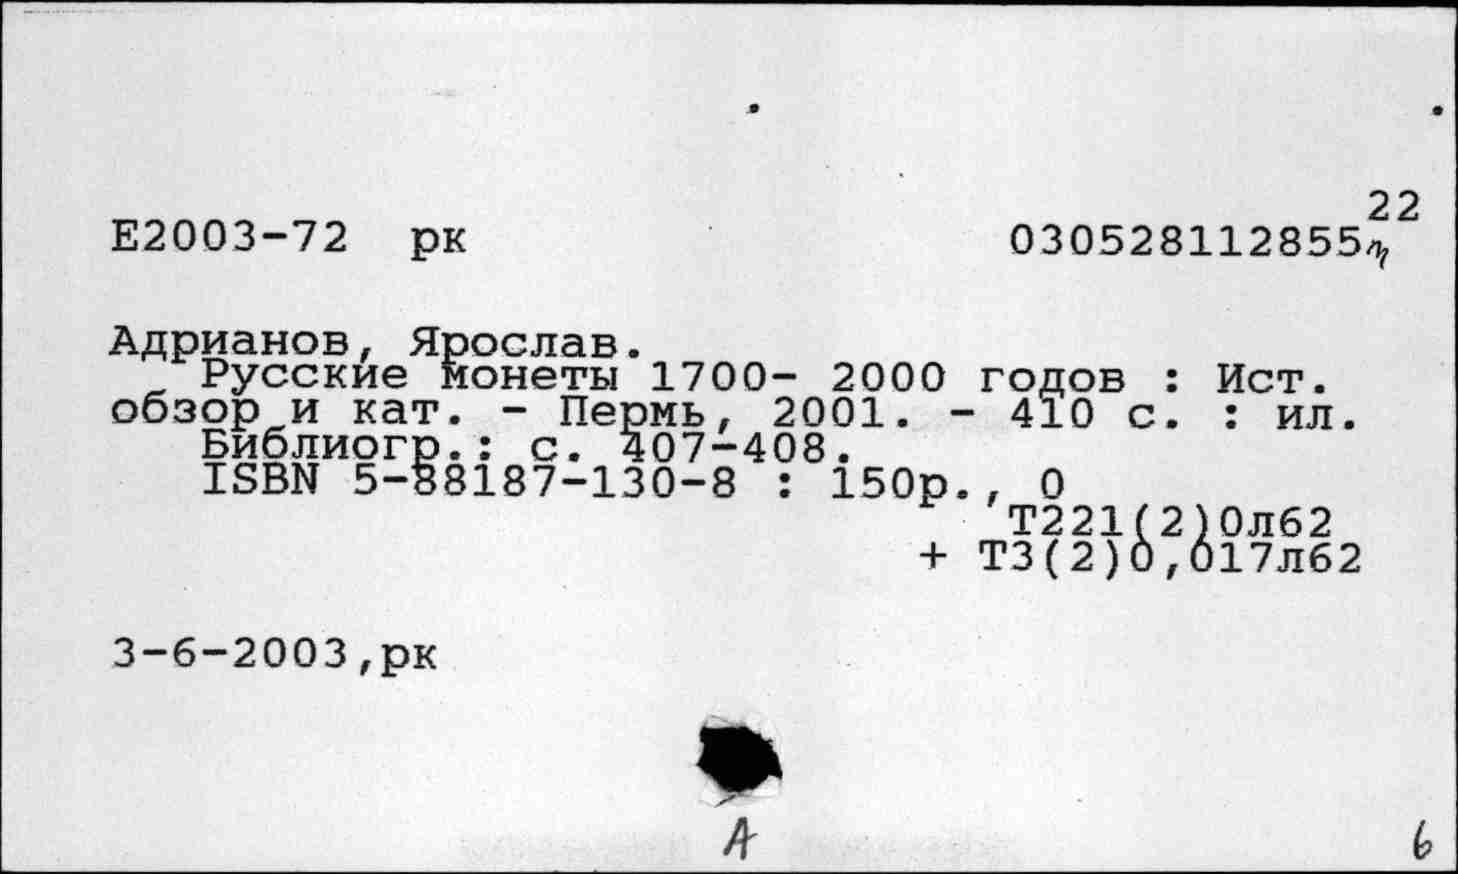 22
Е2003-72 рк 030528112855
Адрианов, Ярослав.
Русские монеты 1700- 2000 годов : Ист.
обзор и кат. - Пермь, 2001. - 410 с. : ил.
Библиогр.: с. 407-408.
ISBN 5-88187-130-8 : 150р., 0
Т221(2)0л62
+ Т3(2)0,017л62
3-6-2003,рк
А
6